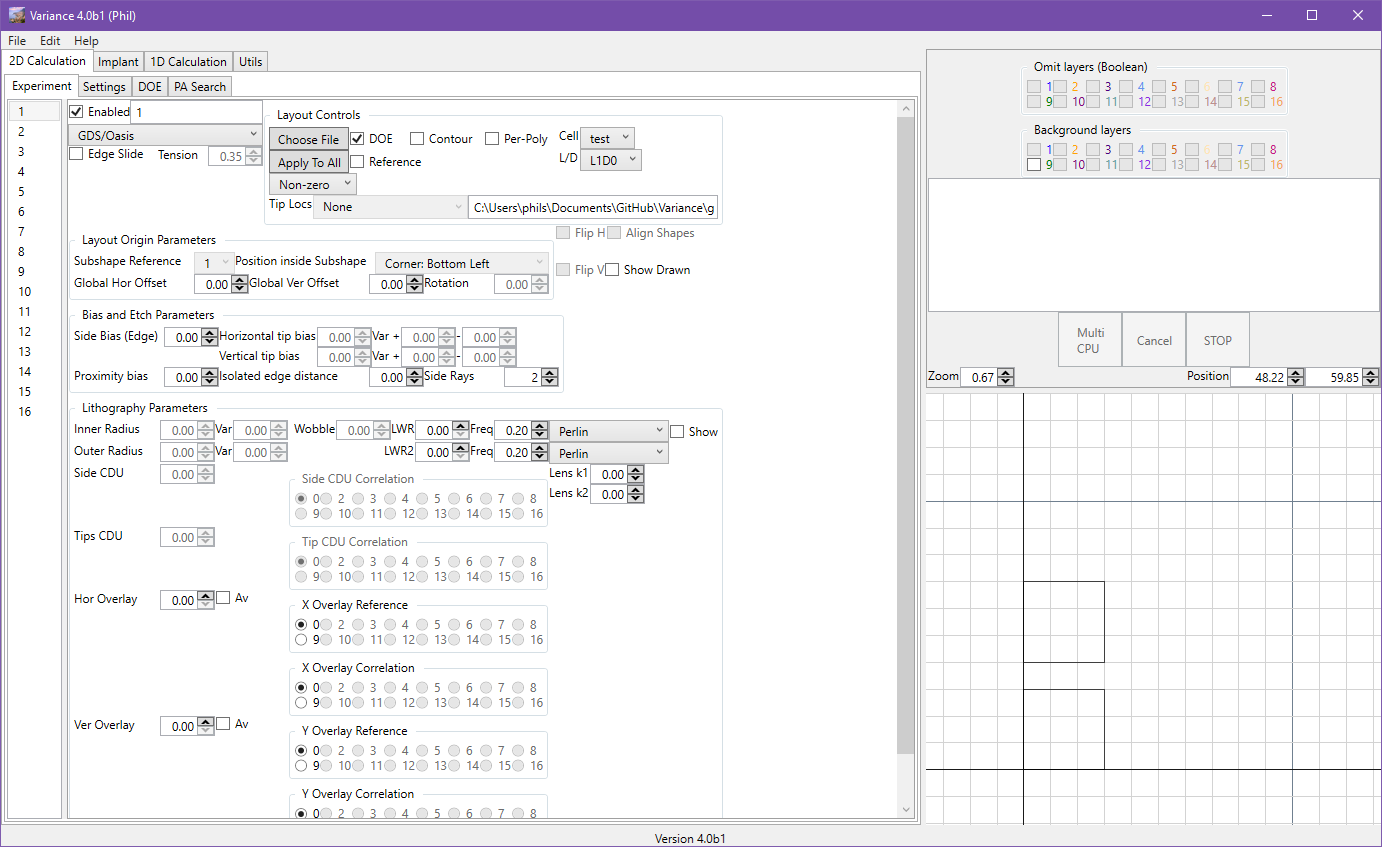 Variance 4.0b1 (Phil)
File Edit Help
2D Calculation Implant 1D Calculation Utils
Experiment Settings DOE PA Search
1
2
3
4
5
6
7
8
9
10
11
12
13
14
15
16
Enabled 1
GDS/Oasis
Edge Slide Tension 0.35
Layout Controls
Choose File DOE Contour Per-Poly Cell test
Apply To All Reference L/D L1D0
Non-zero
Tip Locs None C:\Users\phils\Documents\GitHub\Variance\g
Layout Origin Parameters
Subshape Reference 1 Position inside Subshape Corner: Bottom Left
Global Hor Offset 0.00 Global Ver Offset 0.00 Rotation 0.00
Flip H Align Shapes
Flip V Show Drawn
Bias and Etch Parameters
Side Bias (Edge) 0.00 Horizontal tip bias 0.00 Var + 0.00 - 0.00
Vertical tip bias 0.00 Var + 0.00 - 0.00
Proximity bias 0.00 Isolated edge distance 0.00 Side Rays 2
Lithography Parameters
Inner Radius 0.00 Var 0.00 Wobble 0.00 LWR 0.00 Freq 0.20 Perlin Show
Outer Radius 0.00 Var 0.00 LWR2 0.00 Freq 0.20 Perlin
Side CDU 0.00 Lens k1 0.00
Lens k2 0.00
Side CDU Correlation
0 2 3 4 5 6 7 8
9 10 11 12 13 14 15 16
Tips CDU 0.00
Tip CDU Correlation
0 2 3 4 5 6 7 8
9 10 11 12 13 14 15 16
Hor Overlay 0.00 Av
X Overlay Reference
0 2 3 4 5 6 7 8
9 10 11 12 13 14 15 16
X Overlay Correlation
0 2 3 4 5 6 7 8
9 10 11 12 13 14 15 16
Ver Overlay 0.00 Av
Y Overlay Reference
0 2 3 4 5 6 7 8
9 10 11 12 13 14 15 16
Y Overlay Correlation
0 2 3 4 5 6 7 8
Omit layers (Boolean)
1 2 3 4 5 6 7 8
9 10 11 12 13 14 15 16
Background layers
1 2 3 4 5 6 7 8
9 10 11 12 13 14 15 16
Multi
CPU
Cancel
STOP
Zoom 0.67 Position 48.22 59.85
Version 4.0b1